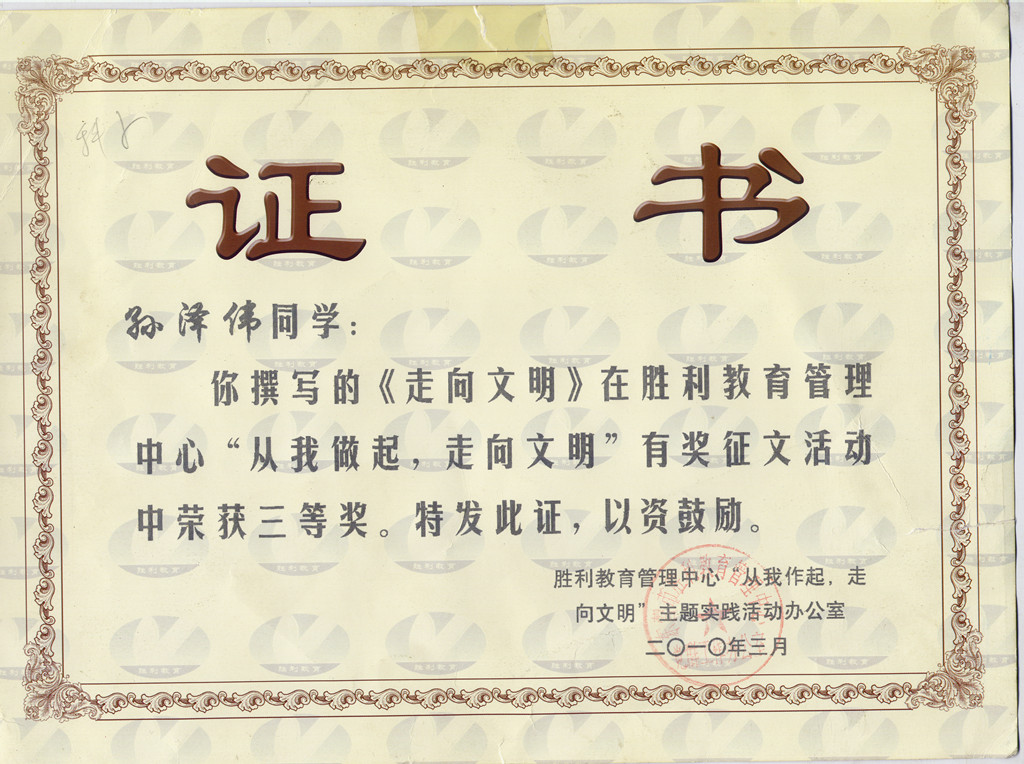 证 书
孙泽伟同学：
你撰写的《走向文明》在胜利教育管理
中心“从我做起，走向文明”有奖征文活动
中荣获三等奖。特发此证，以资鼓励。
胜利教育管理中心“从我作起，走
向文明”主题实践活动办公室
二〇一〇年三月
胜利教育